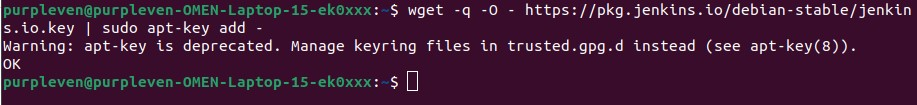 purpleven@purpleven-OMEN-Laptop-15-ek0xxx:~$ wget -q -O - https://pkg.jenkins.io/debian-stable/jenkin
s.io.key | sudo apt-key add -
Warning: apt-key is deprecated. Manage keyring files in trusted.gpg.d instead (see apt-key(8)).
OK
purpleven@purpleven-OMEN-Laptop-15-ek0xxx:~$